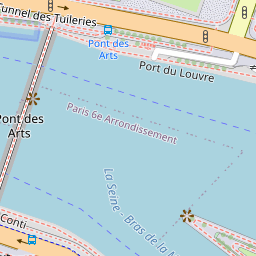 Tunnel des Tuileries
Pont des
Arts
Port du Louvre
Paris 6e Arrondissement
Pont des
Arts
La Seine - Bras de la
Conti